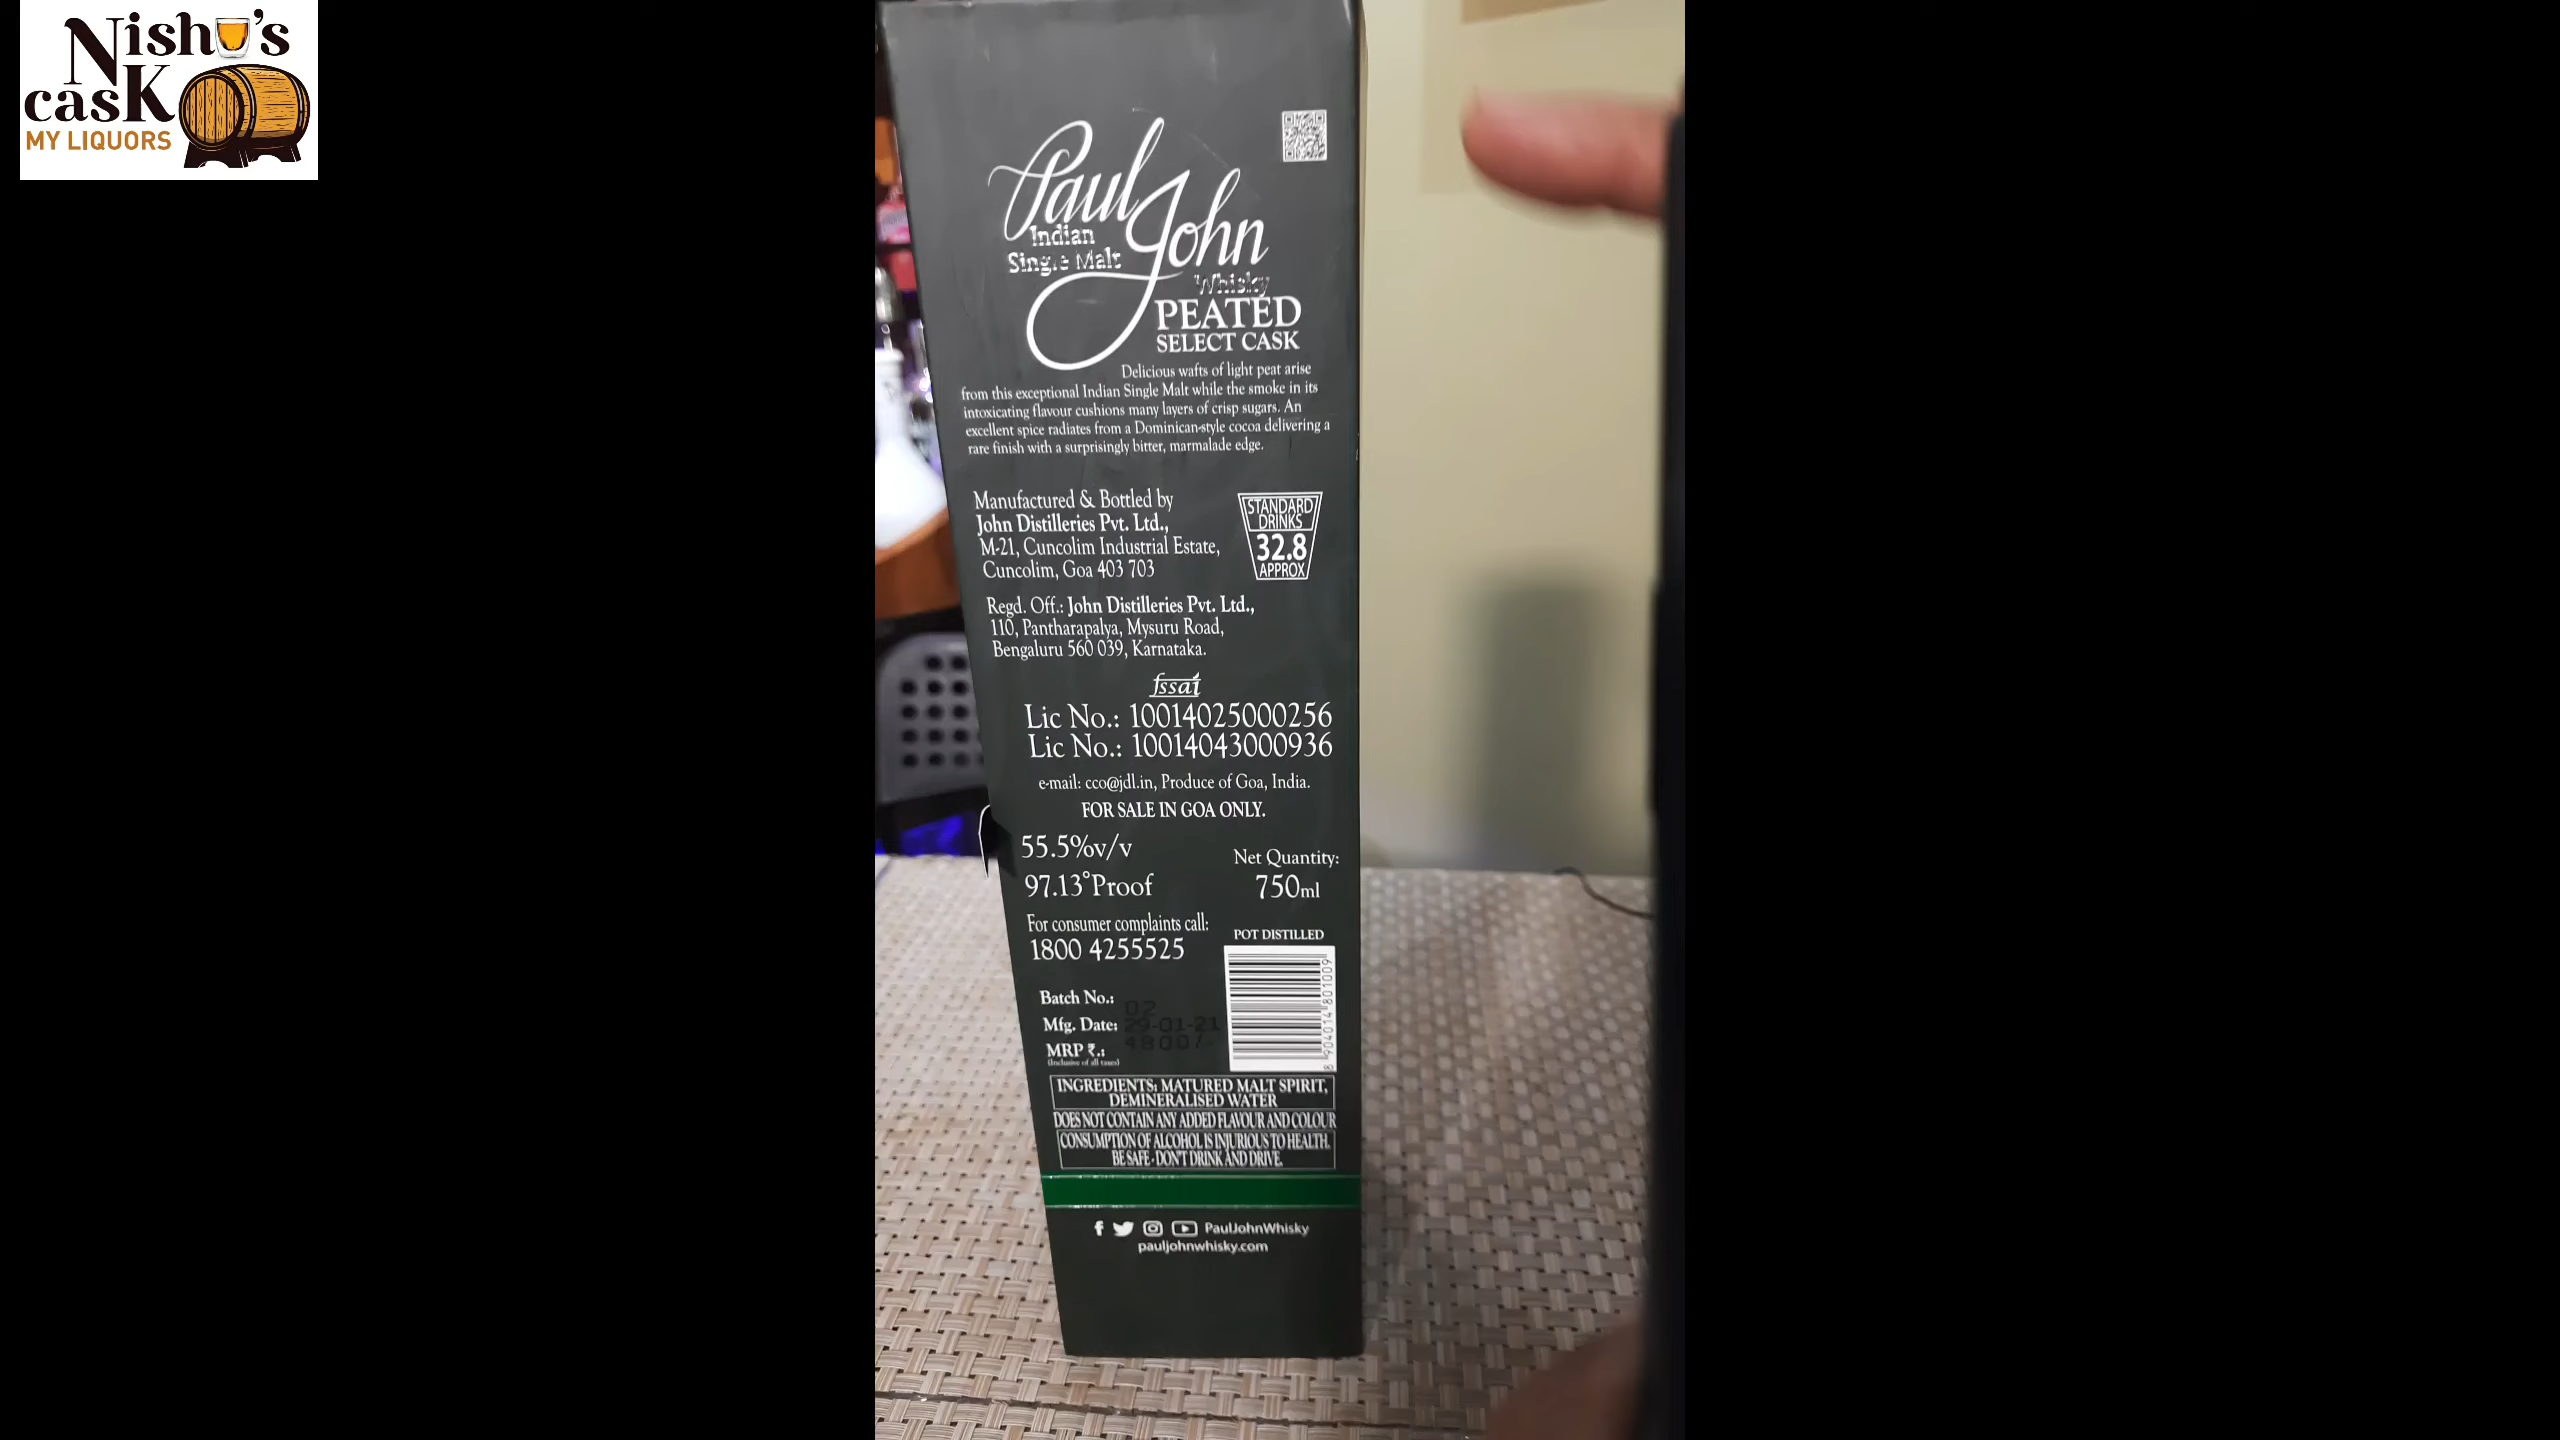 Nishu's
casK
MY LIQUORS
Paul John
Indian
Single Malt
Whisky
PEATED
SELECT CASK
Delicious wafts of light peat arise
from this exceptional Indian Single Malt while the smoke in its
intoxicating flavour cushions many layers of crisp sugars. An
excellent spice radiates from a Dominican-style cocoa delivering a
rare finish with a surprisingly bitter, marmalade edge.
Manufactured & Bottled by
John Distilleries Pvt. Ltd.,
M-21, Cuncolim Industrial Estate,
Cuncolim, Goa 403 703
STANDARD
DRINKS
32.8
APPROX
Regd. Off.: John Distilleries Pvt. Ltd.,
110, Pantharapalya, Mysuru Road,
Bengaluru 560 039, Karnataka.
fssai
Lic No.: 10014025000256
Lic No.: 10014043000936
e-mail: cco@jdl.in, Produce of Goa, India.
FOR SALE IN GOA ONLY.
55.5%v/v
97.13°Proof
Net Quantity:
750ml
For consumer complaints call:
1800 4255525
POT DISTILLED
Batch No.: 02
Mfg. Date: 29-01-21
MRP ₹.: 4800/-
(Inclusive of all taxes)
8 904014 801009
INGREDIENTS: MATURED MALT SPIRIT,
DEMINERALISED WATER
DOES NOT CONTAIN ANY ADDED FLAVOUR AND COLOUR
CONSUMPTION OF ALCOHOL IS INJURIOUS TO HEALTH.
BE SAFE - DON'T DRINK AND DRIVE.
PaulJohnWhisky
pauljohnwhisky.com